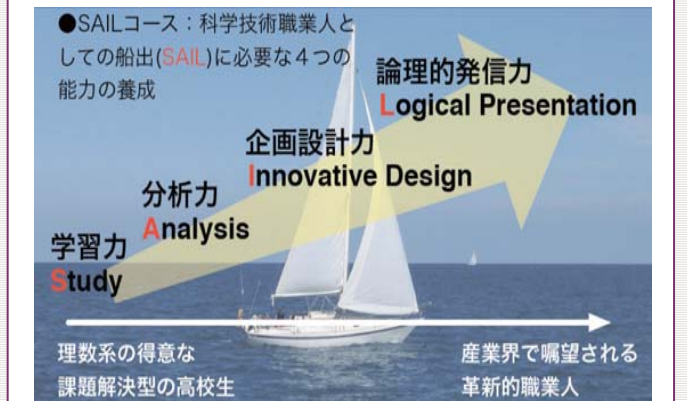 ●SAILコース：科学技術職業人と
しての船出(SAIL)に必要な４つの
能力の養成
論理的発信力
Logical Presentation
企画設計力
Innovative Design
分析力
Analysis
学習力
Study
理数系の得意な
課題解決型の高校生
産業界で嘱望される
革新的職業人